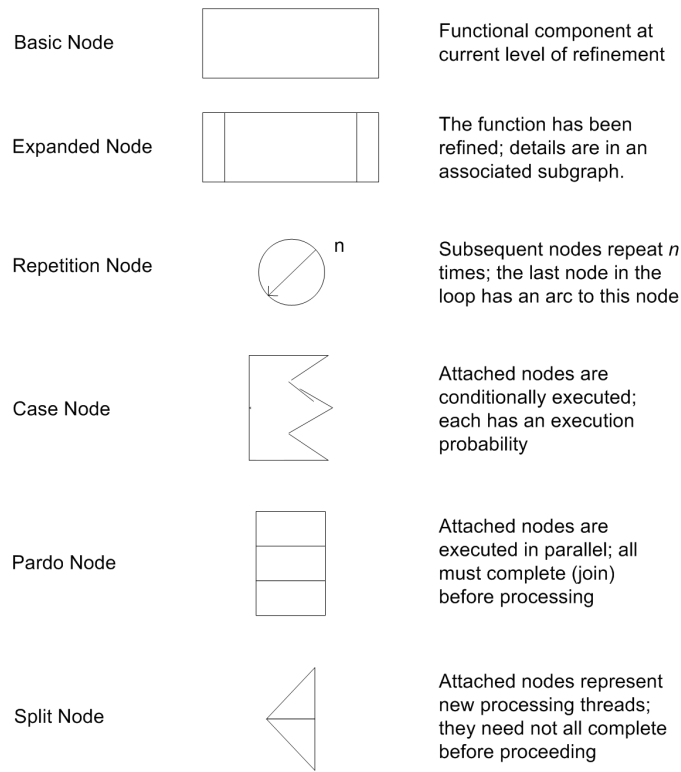 Basic Node
Functional component at
current level of refinement
Expanded Node
The function has been
refined; details are in an
associated subgraph.
Repetition Node
n
Subsequent nodes repeat n
times; the last node in the
loop has an arc to this node
Case Node
Attached nodes are
conditionally executed;
each has an execution
probability
Pardo Node
Attached nodes are
executed in parallel; all
must complete (join)
before processing
Split Node
Attached nodes represent
new processing threads;
they need not all complete
before proceeding